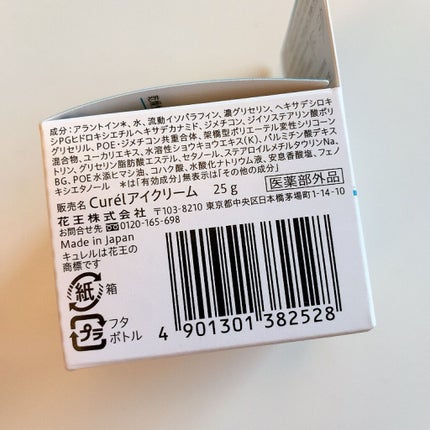 成分：アラントイン*、水、流動イソパラフィン、濃グリセリン、ヘキサデシロキ
シPGヒドロキシエチルヘキサデカナミド、ジメチコン、ジイソステアリン酸ポリ
グリセリル、POE・ジメチコン共重合体、架橋型ポリエーテル変性シリコーン
混合物、ユーカリエキス、水溶性ショウキョウエキス(K)、パルミチン酸デキス
トリン、グリセリン脂肪酸エステル、セタノール、ステアロイルメチルタウリンNa、
BG、POE水添ヒマシ油、コハク酸、水酸化ナトリウム液、安息香酸塩、フェノ
キシエタノール *は「有効成分」無表示は「その他の成分」
販売名 Curélアイクリーム 25g 医薬部外品
花王株式会社 〒103-8210 東京都中央区日本橋茅場町1-14-10
お問合せ先 0120-165-698
Made in Japan
キュレルは花王の
商標です
紙 箱
プラ フタ
ボトル
4 901301 382528